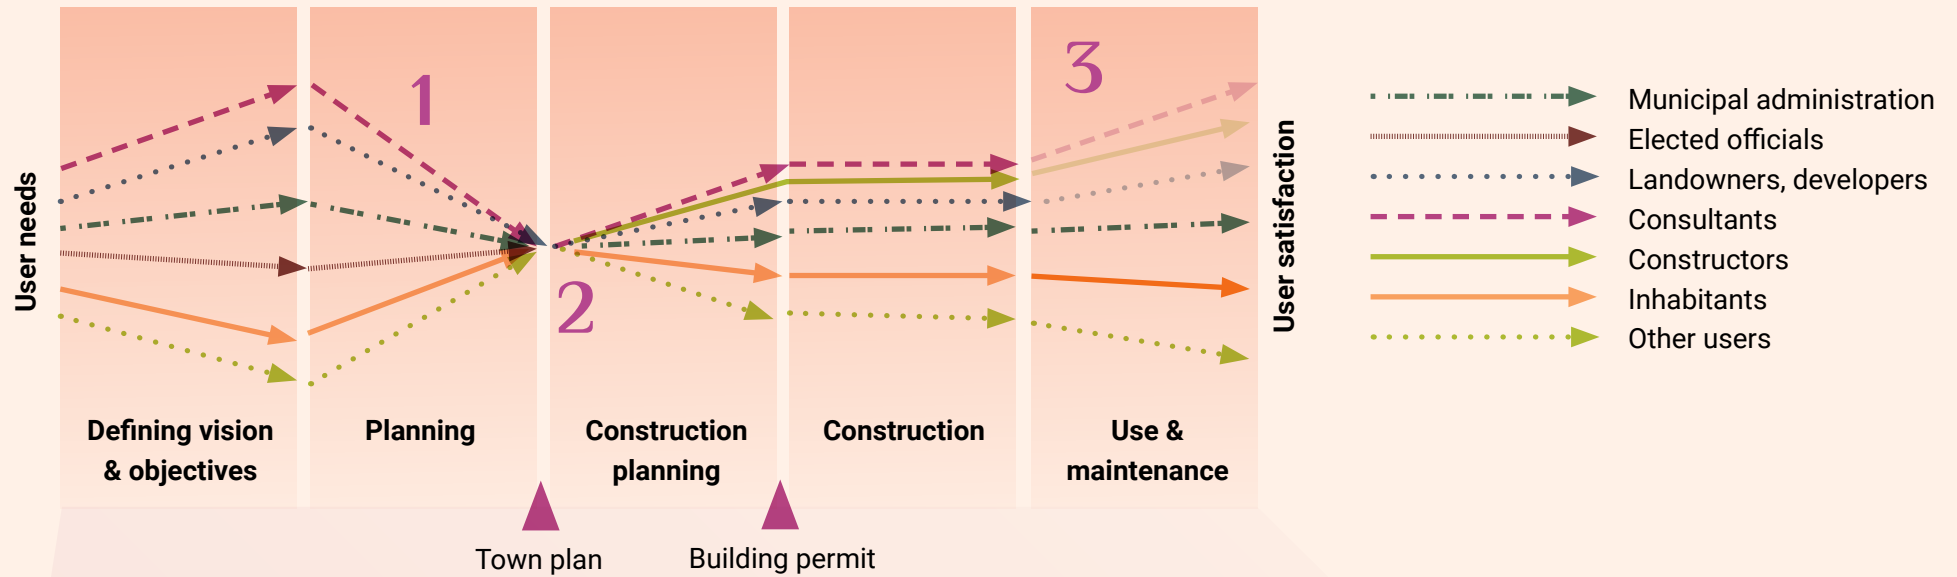 User needs
1
2
3
Defining vision
& objectives
Planning
Construction
planning
Construction
Use &
maintenance
User satisfaction
Town plan
Building permit
Municipal administration
Elected officials
Landowners, developers
Consultants
Constructors
Inhabitants
Other users